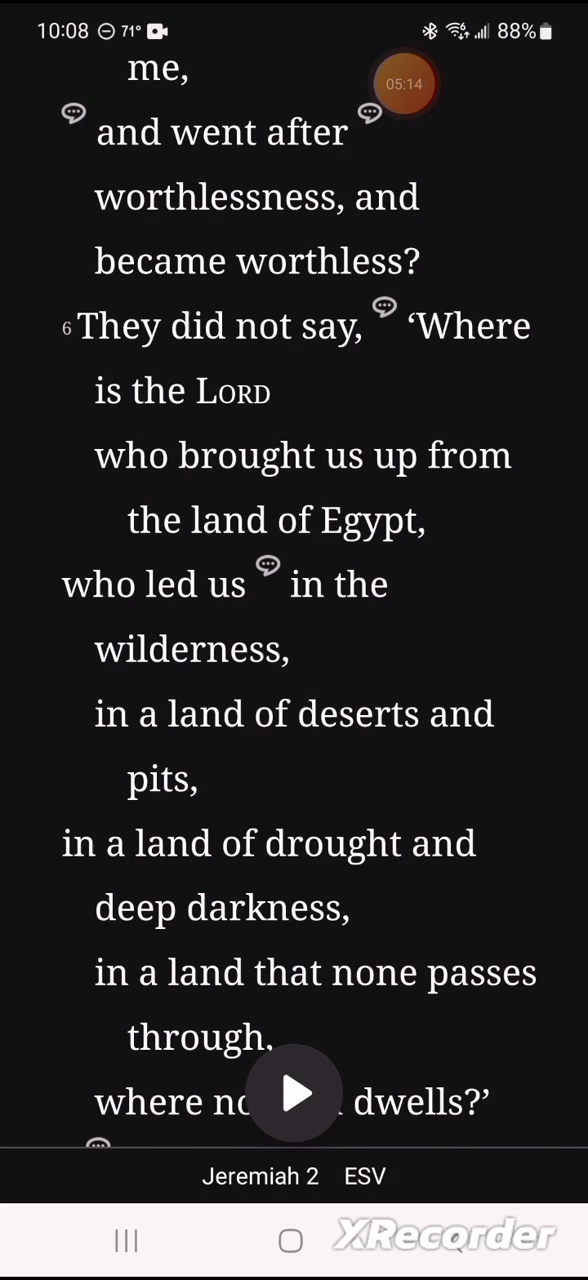 10:08 71° 88%
05:14
me,
and went after
worthlessness, and
became worthless?
6 They did not say, ‘Where
is the LORD
who brought us up from
the land of Egypt,
who led us in the
wilderness,
in a land of deserts and
pits,
in a land of drought and
deep darkness,
in a land that none passes
through,
where dwells?’
Jeremiah 2 ESV
XRecorder